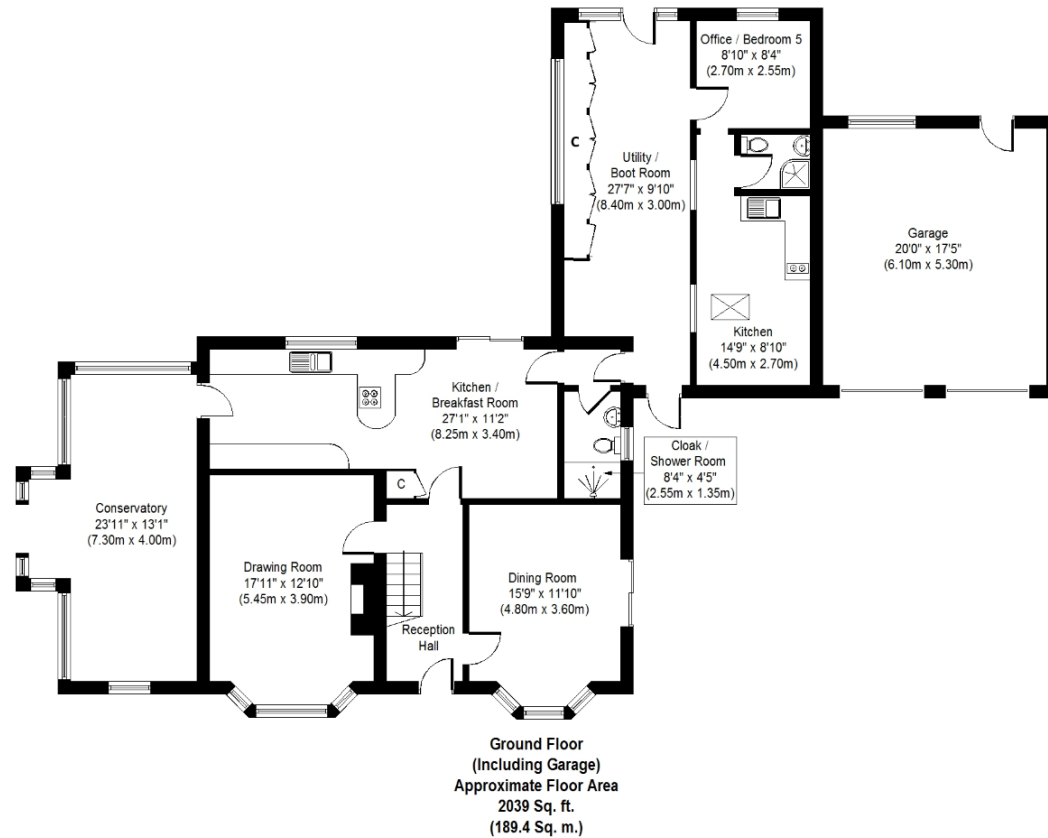 Office / Bedroom 5
8'10" x 8'4"
(2.70m x 2.55m)
C
Utility /
Boot Room
27'7" x 9'10"
(8.40m x 3.00m)
Garage
20'0" x 17'5"
(6.10m x 5.30m)
Kitchen
14'9" x 8'10"
(4.50m x 2.70m)
Kitchen /
Breakfast Room
27'1" x 11'2"
(8.25m x 3.40m)
Cloak /
Shower Room
8'4" x 4'5"
(2.55m x 1.35m)
C
Conservatory
23'11" x 13'1"
(7.30m x 4.00m)
Drawing Room
17'11" x 12'10"
(5.45m x 3.90m)
Dining Room
15'9" x 11'10"
(4.80m x 3.60m)
Reception
Hall
Ground Floor
(Including Garage)
Approximate Floor Area
2039 Sq. ft.
(189.4 Sq. m.)